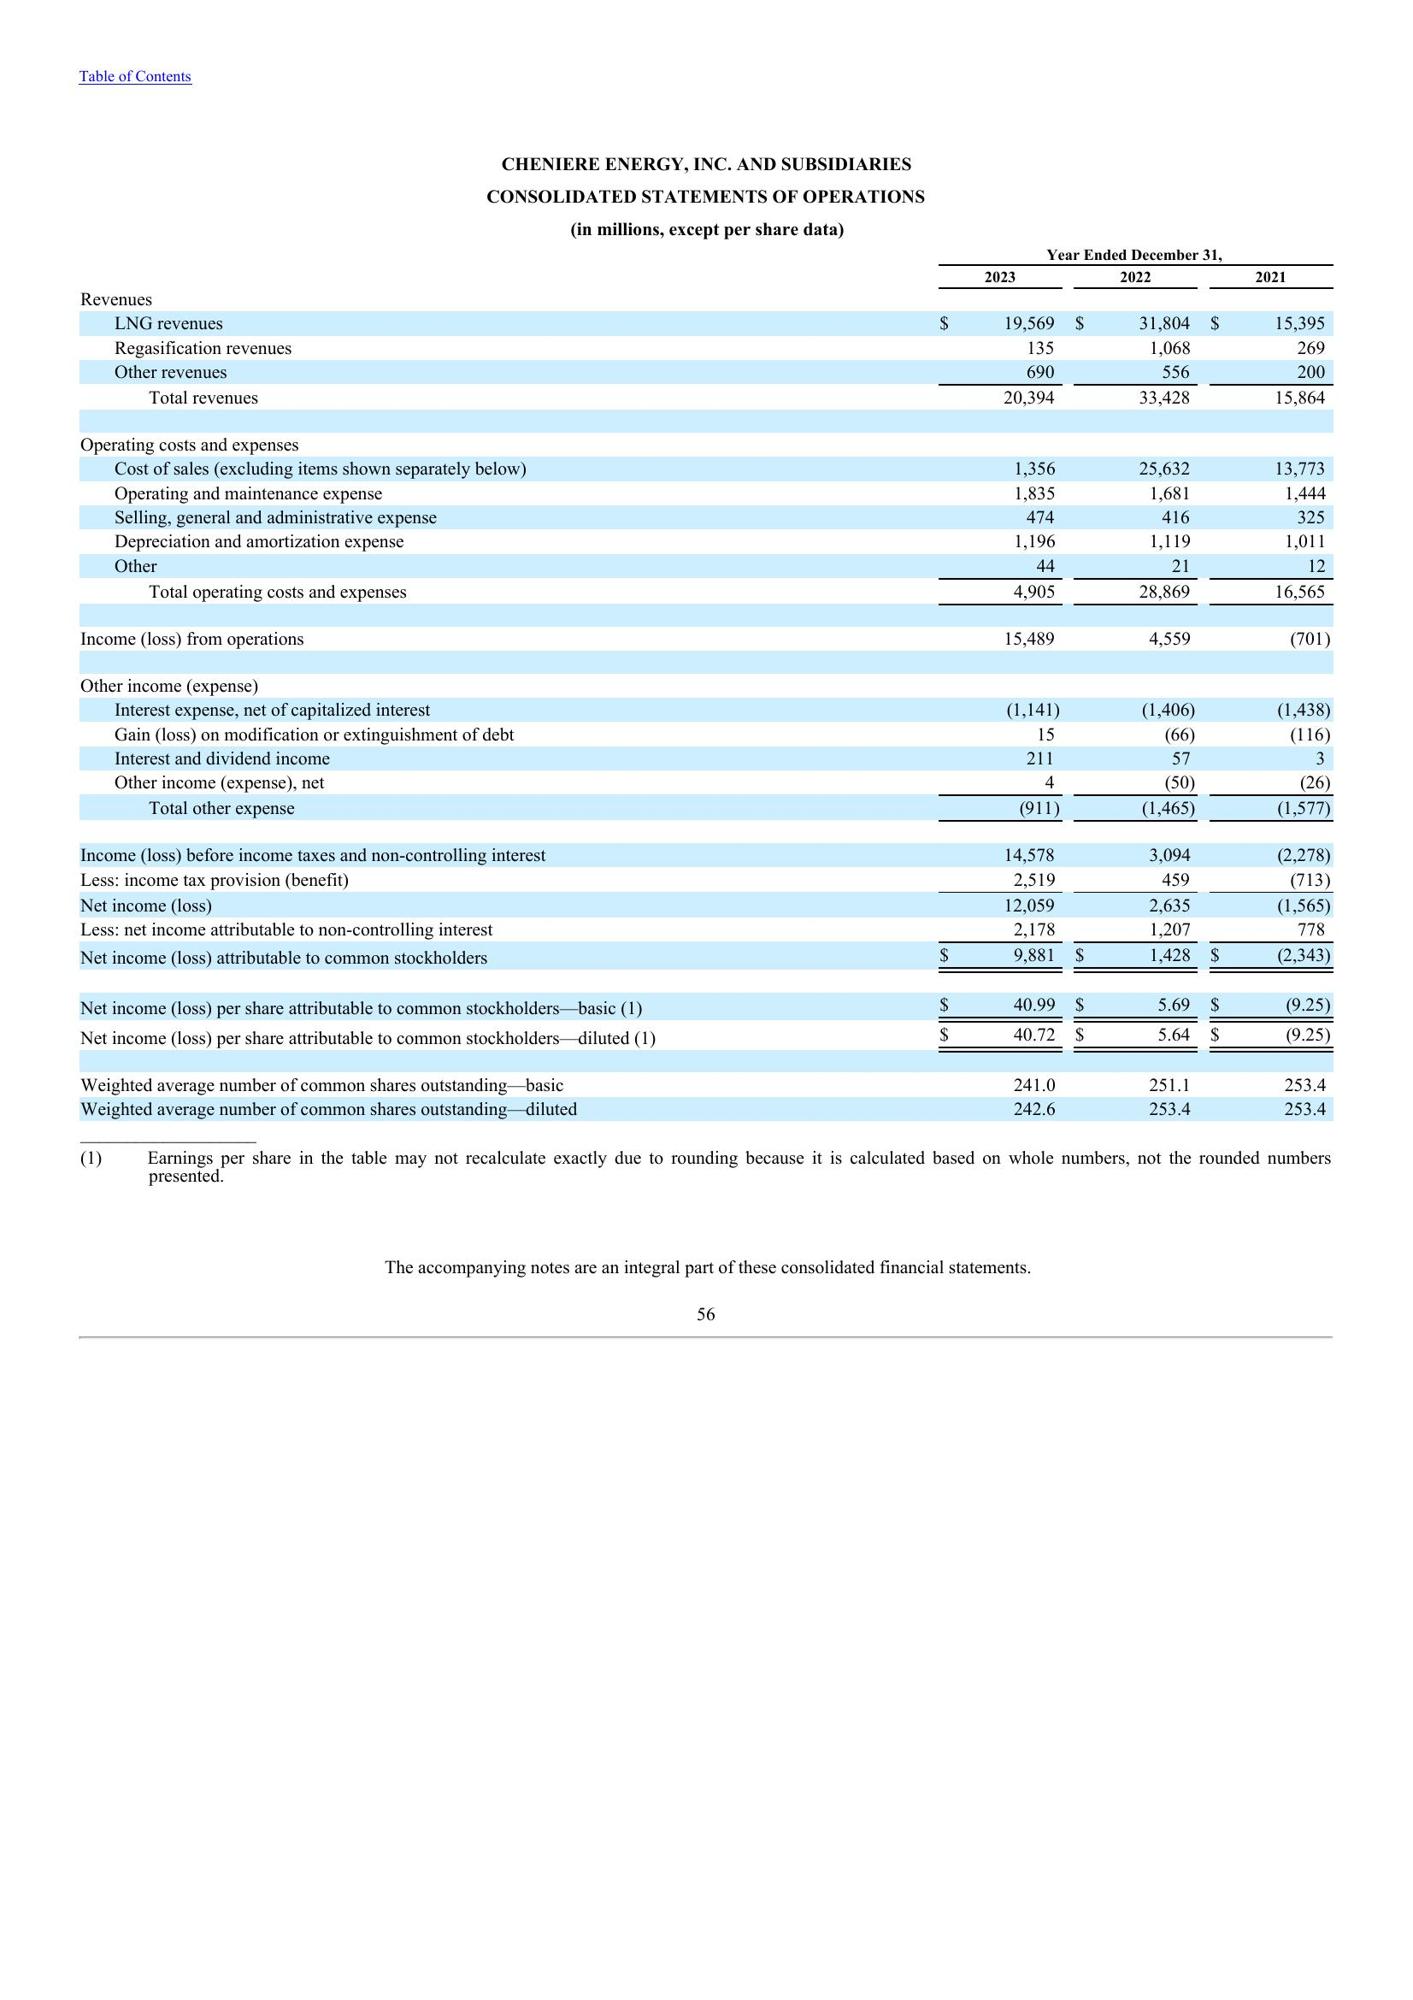 Table of Contents
CHENIERE ENERGY, INC. AND SUBSIDIARIES
CONSOLIDATED STATEMENTS OF OPERATIONS
(in millions, except per share data)
Year Ended December 31,
2023 2022 2021
Revenues
LNG revenues $ 19,569 $ 31,804 $ 15,395
Regasification revenues 135 1,068 269
Other revenues 690 556 200
Total revenues 20,394 33,428 15,864
Operating costs and expenses
Cost of sales (excluding items shown separately below) 1,356 25,632 13,773
Operating and maintenance expense 1,835 1,681 1,444
Selling, general and administrative expense 474 416 325
Depreciation and amortization expense 1,196 1,119 1,011
Other 44 21 12
Total operating costs and expenses 4,905 28,869 16,565
Income (loss) from operations 15,489 4,559 (701)
Other income (expense)
Interest expense, net of capitalized interest (1,141) (1,406) (1,438)
Gain (loss) on modification or extinguishment of debt 15 (66) (116)
Interest and dividend income 211 57 3
Other income (expense), net 4 (50) (26)
Total other expense (911) (1,465) (1,577)
Income (loss) before income taxes and non-controlling interest 14,578 3,094 (2,278)
Less: income tax provision (benefit) 2,519 459 (713)
Net income (loss) 12,059 2,635 (1,565)
Less: net income attributable to non-controlling interest 2,178 1,207 778
Net income (loss) attributable to common stockholders $ 9,881 $ 1,428 $ (2,343)
Net income (loss) per share attributable to common stockholders—basic (1) $ 40.99 $ 5.69 $ (9.25)
Net income (loss) per share attributable to common stockholders—diluted (1) $ 40.72 $ 5.64 $ (9.25)
Weighted average number of common shares outstanding—basic 241.0 251.1 253.4
Weighted average number of common shares outstanding—diluted 242.6 253.4 253.4
(1) Earnings per share in the table may not recalculate exactly due to rounding because it is calculated based on whole numbers, not the rounded numbers
presented.
The accompanying notes are an integral part of these consolidated financial statements.
56